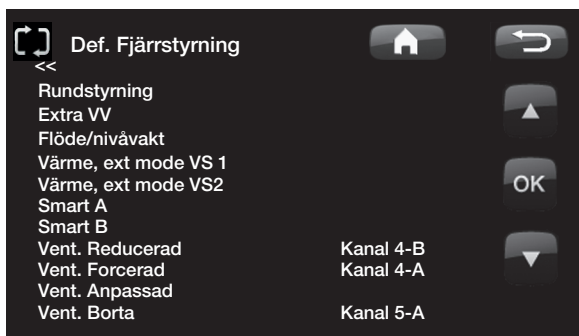 Def. Fjärrstyrning
<<
Rundstyrning
Extra VV
Flöde/nivåvakt
Värme, ext mode VS 1
Värme, ext mode VS2
Smart A
OK
Smart B
Vent. Reducerad Kanal 4-B
Vent. Forcerad Kanal 4-A
Vent. Anpassad
Vent. Borta Kanal 5-A